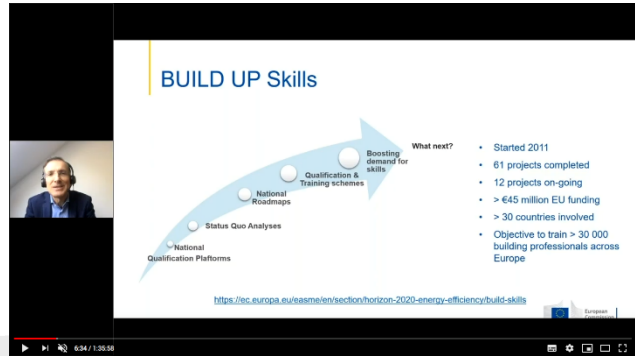 BUILD UP Skills
What next?
Boosting
demand for
skills
Qualification &
Training schemes
National
Roadmaps
Status Quo Analyses
National
Qualification Plaftorms
• Started 2011
• 61 projects completed
• 12 projects on-going
• > €45 million EU funding
• > 30 countries involved
• Objective to train > 30 000
building professionals across
Europe
https://ec.europa.eu/easme/en/section/horizon-2020-energy-efficiency/build-skills
European
Commission
6:34 / 1:35:58